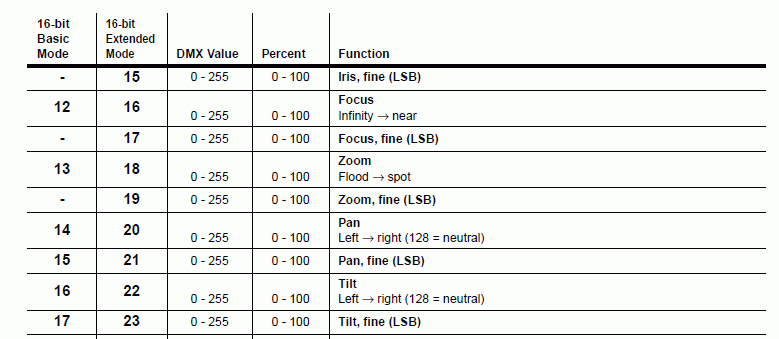 16-bit Basic Mode 16-bit Extended Mode DMX Value Percent Function
- 15 0 - 255 0 - 100 Iris, fine (LSB)
12 16 0 - 255 0 - 100 Focus
Infinity → near
- 17 0 - 255 0 - 100 Focus, fine (LSB)
13 18 0 - 255 0 - 100 Zoom
Flood → spot
- 19 0 - 255 0 - 100 Zoom, fine (LSB)
14 20 0 - 255 0 - 100 Pan
Left → right (128 = neutral)
15 21 0 - 255 0 - 100 Pan, fine (LSB)
16 22 0 - 255 0 - 100 Tilt
Left → right (128 = neutral)
17 23 0 - 255 0 - 100 Tilt, fine (LSB)